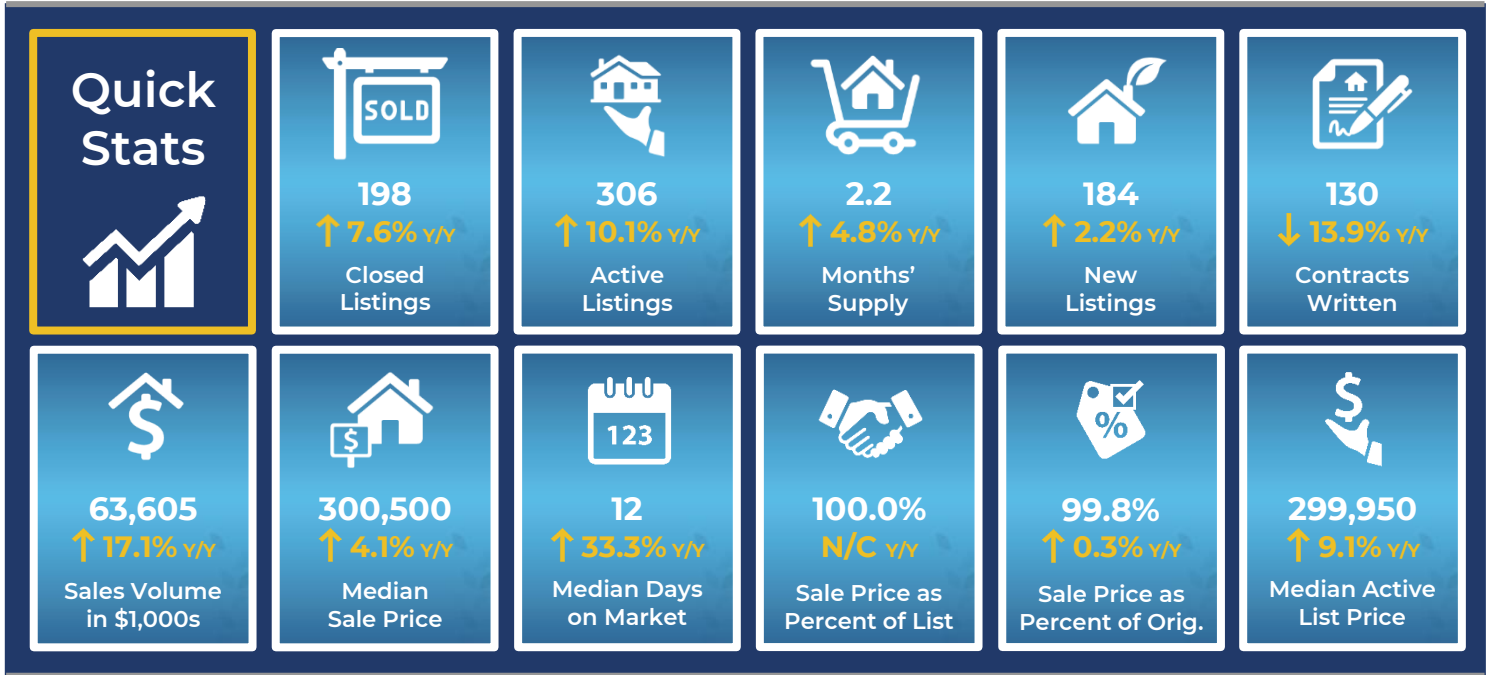 Quick
Stats
SOLD
198
↑ 7.6% Y/Y
Closed
Listings
306
↑ 10.1% Y/Y
Active
Listings
2.2
↑ 4.8% Y/Y
Months’
Supply
184
↑ 2.2% Y/Y
New
Listings
130
↓ 13.9% Y/Y
Contracts
Written
$
63,605
↑ 17.1% Y/Y
Sales Volume
in $1,000s
$
300,500
↑ 4.1% Y/Y
Median
Sale Price
123
12
↑ 33.3% Y/Y
Median Days
on Market
100.0%
N/C Y/Y
Sale Price as
Percent of List
%
99.8%
↑ 0.3% Y/Y
Sale Price as
Percent of Orig.
$
299,950
↑ 9.1% Y/Y
Median Active
List Price